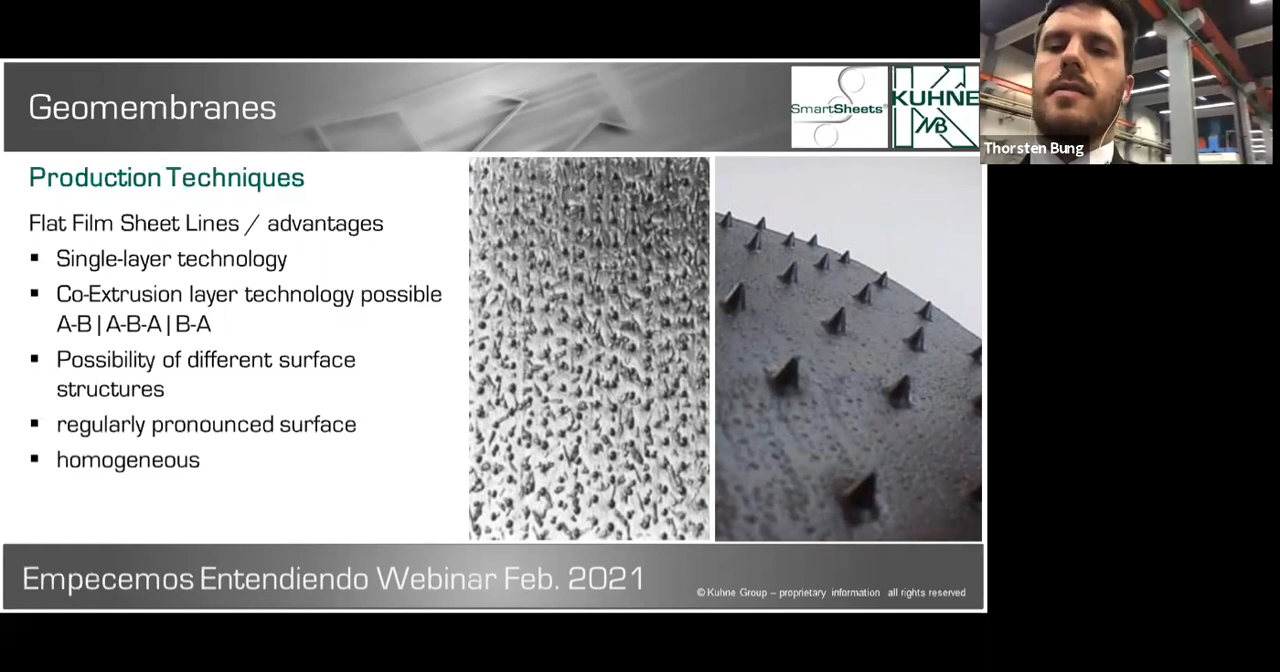 Geomembranes
SmartSheets®
KUHNE
NB
Thorsten Bung
Production Techniques
Flat Film Sheet Lines / advantages
▪ Single-layer technology
▪ Co-Extrusion layer technology possible
A-B | A-B-A | B-A
▪ Possibility of different surface
structures
▪ regularly pronounced surface
▪ homogeneous
Empecemos Entendiendo Webinar Feb. 2021
© Kuhne Group – proprietary information all rights reserved